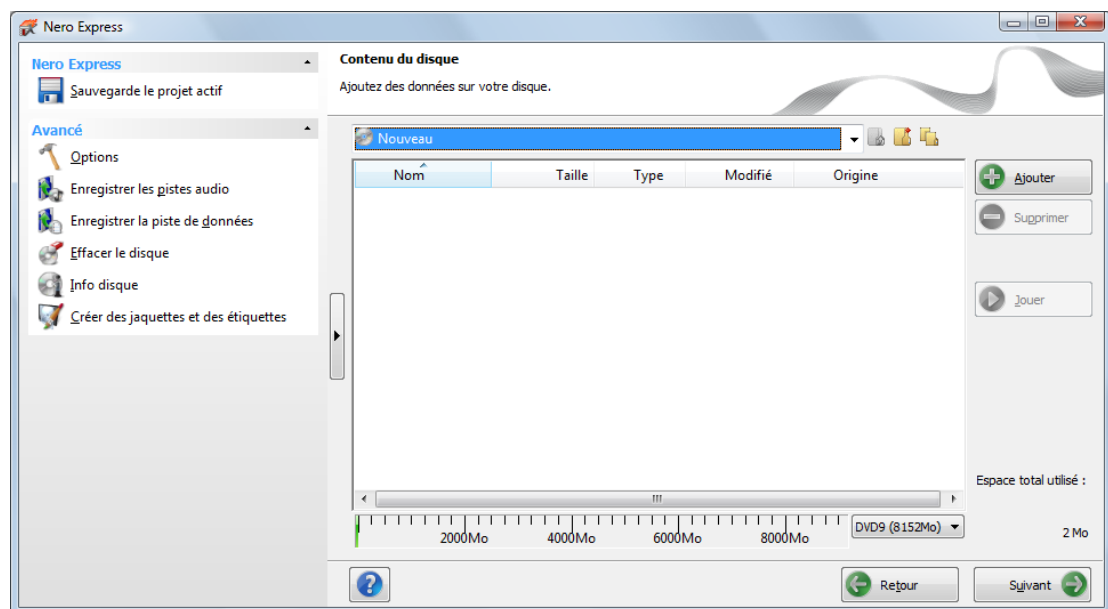 Nero Express
Nero Express
Sauvegarde le projet actif
Avancé
Options
Enregistrer les pistes audio
Enregistrer la piste de données
Effacer le disque
Info disque
Créer des jaquettes et des étiquettes
Contenu du disque
Ajoutez des données sur votre disque.
Nouveau
Nom Taille Type Modifié Origine
Ajouter
Supprimer
Jouer
Espace total utilisé :
2000Mo 4000Mo 6000Mo 8000Mo
DVD9 (8152Mo)
2 Mo
Retour
Suivant